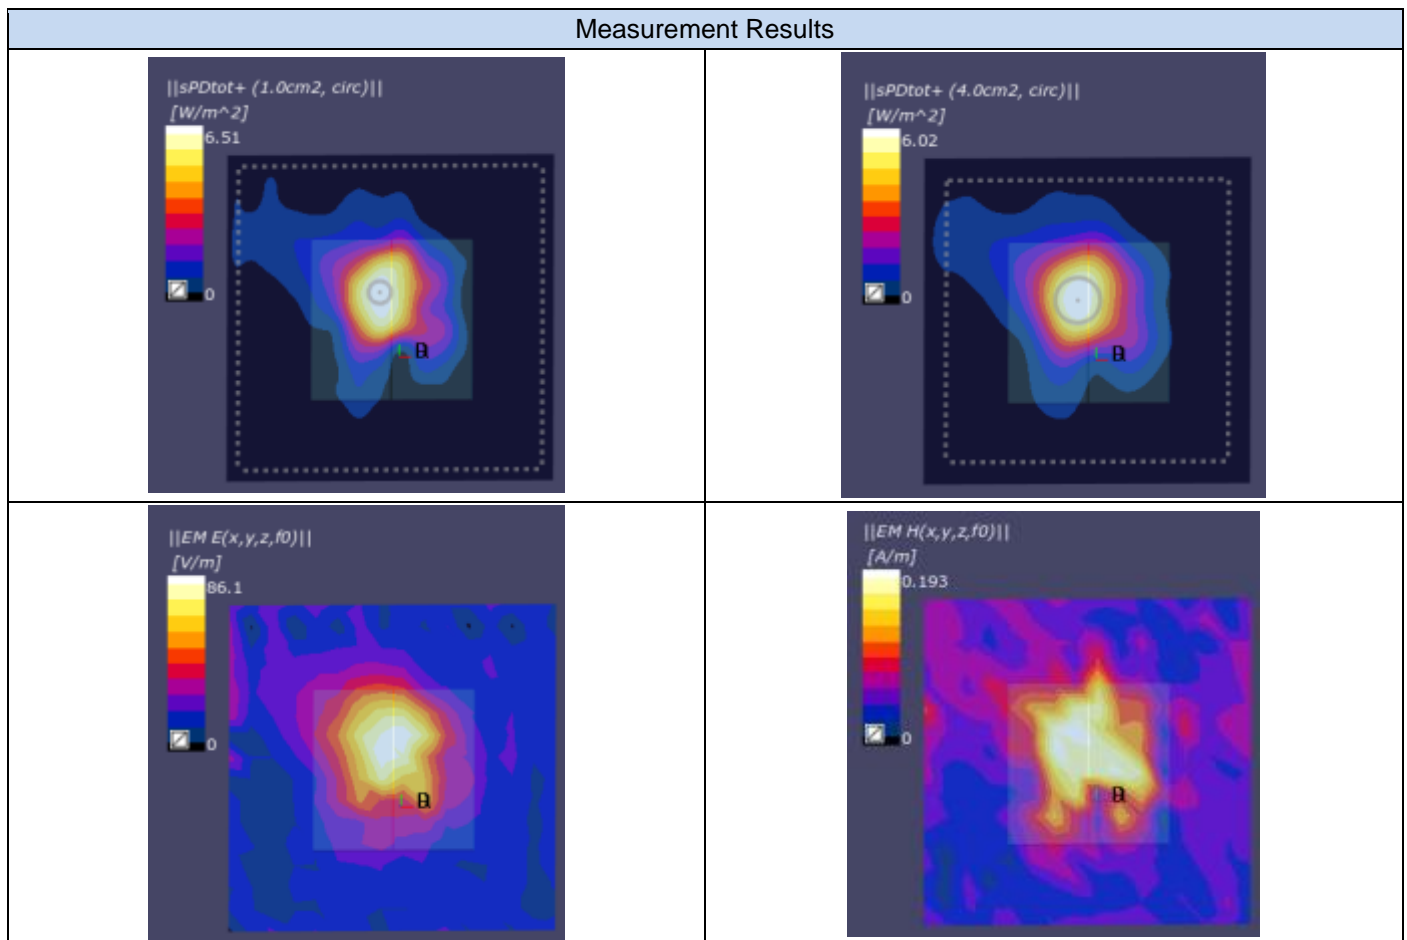 Measurement Results
||sPDtot+ (1.0cm2, circ)||
[W/m^2]
6.51
0
||sPDtot+ (4.0cm2, circ)||
[W/m^2]
6.02
0
||EM E(x,y,z,f0)||
[V/m]
86.1
0
||EM H(x,y,z,f0)||
[A/m]
0.193
0